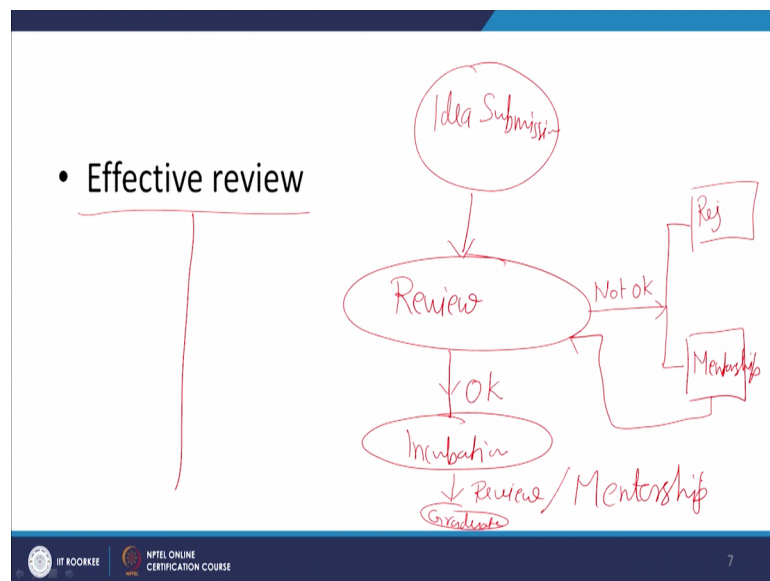 Idea Submission
• Effective review
Rej
Review
Not OK
Mentorship
OK
Incubation
Review / Mentorship
Graduate
IIT ROORKEE
NPTEL ONLINE
CERTIFICATION COURSE
7